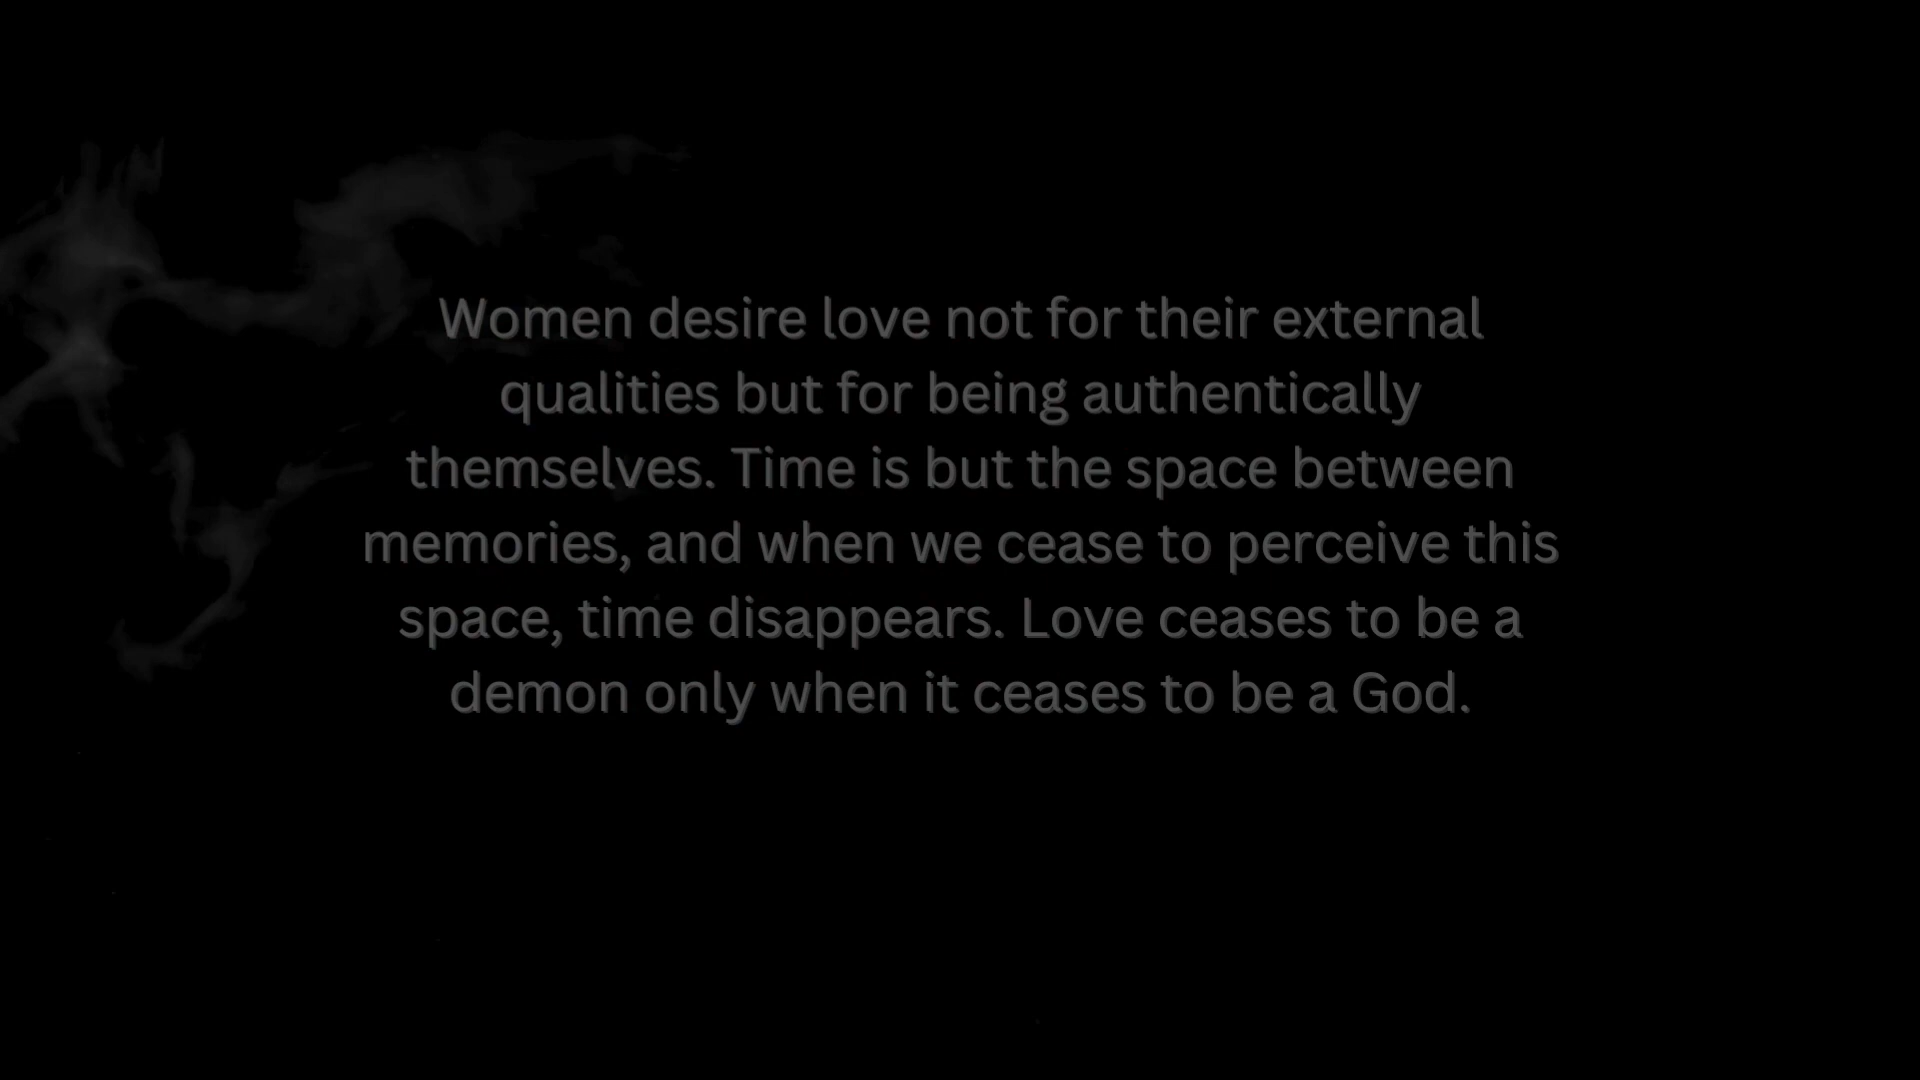 Women desire love not for their external
qualities but for being authentically
themselves. Time is but the space between
memories, and when we cease to perceive this
space, time disappears. Love ceases to be a
demon only when it ceases to be a God.